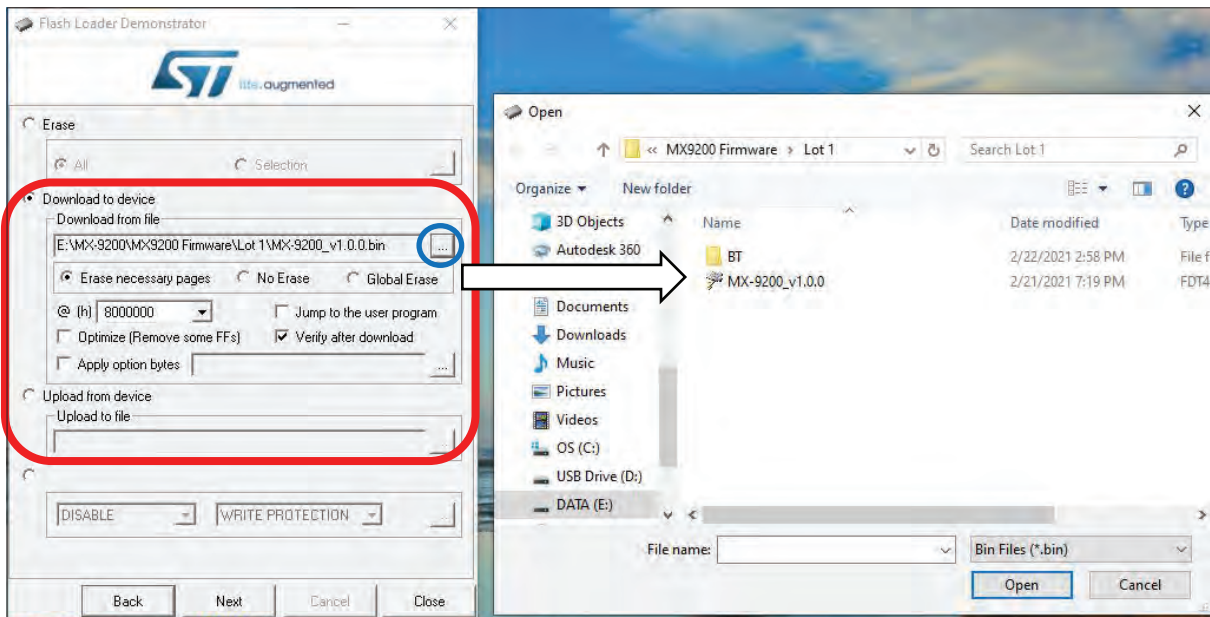 Flash Loader Demonstrator
ST life.augmented
Erase
All Selection ...
Download to device
Download from file
E:\MX-9200\MX9200 Firmware\Lot 1\MX-9200_v1.0.0.bin ...
Erase necessary pages No Erase Global Erase
@ (h) 8000000 Jump to the user program
Optimize (Remove some FFs) Verify after download
Apply option bytes ...
Upload from device
Upload to file
...
DISABLE WRITE PROTECTION ...
Back Next Cancel Close
Open
« MX9200 Firmware › Lot 1 Search Lot 1
Organize New folder ?
Name Date modified Type
3D Objects
Autodesk 360
Documents
Downloads
Music
Pictures
Videos
OS (C:)
USB Drive (D:)
DATA (E:)
BT 2/22/2021 2:58 PM File f
MX-9200_v1.0.0 2/21/2021 7:19 PM FDT4
File name: Bin Files (*.bin)
Open Cancel